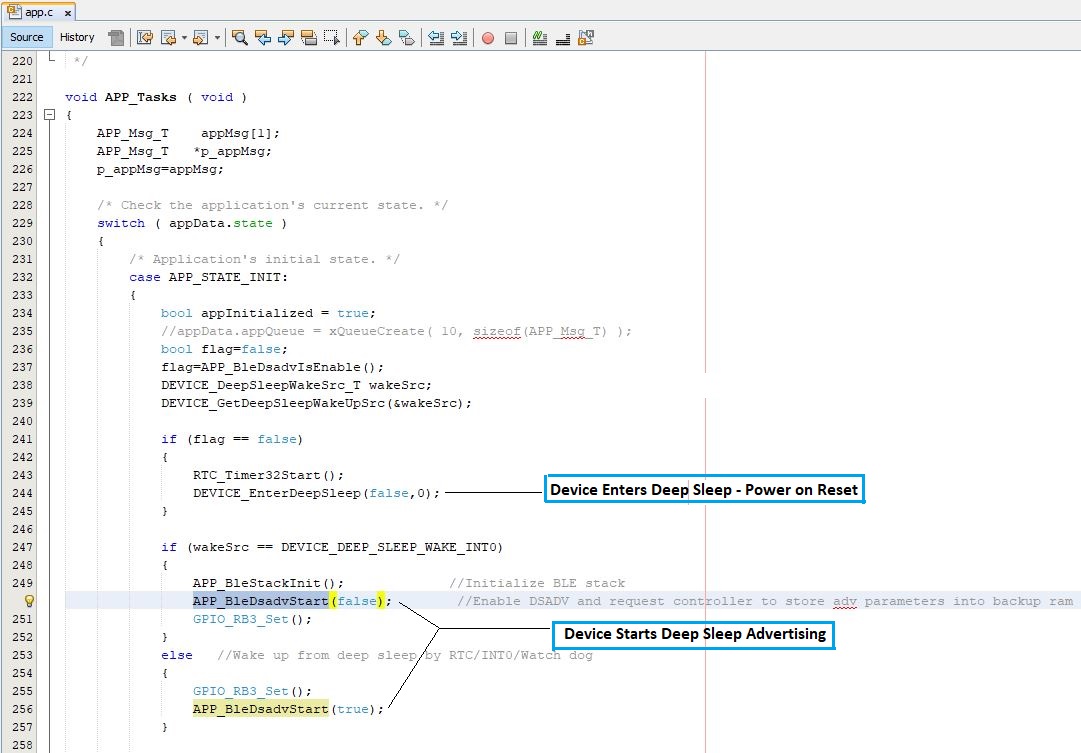 app.c x
Source History
220 */
221
222 void APP_Tasks ( void )
223 {
224 APP_Msg_T    appMsg[1];
225 APP_Msg_T   *p_appMsg;
226 p_appMsg=appMsg;
227
228 /* Check the application's current state. */
229 switch ( appData.state )
230 {
231 /* Application's initial state. */
232 case APP_STATE_INIT:
233 {
234 bool appInitialized = true;
235 //appData.appQueue = xQueueCreate( 10, sizeof(APP_Msg_T) );
236 bool flag=false;
237 flag=APP_BleDsadvIsEnable();
238 DEVICE_DeepSleepWakeSrc_T wakeSrc;
239 DEVICE_GetDeepSleepWakeUpSrc(&wakeSrc);
240
241 if (flag == false)
242 {
243 RTC_Timer32Start();
244 DEVICE_EnterDeepSleep(false,0); Device Enters Deep Sleep - Power on Reset
245 }
246
247 if (wakeSrc == DEVICE_DEEP_SLEEP_WAKE_INT0)
248 {
249 APP_BleStackInit(); //Initialize BLE stack
APP_BleDsadvStart(false); //Enable DSADV and request controller to store adv parameters into backup ram
251 GPIO_RB3_Set();
252 } Device Starts Deep Sleep Advertising
253 else //Wake up from deep sleep by RTC/INT0/Watch dog
254 {
255 GPIO_RB3_Set();
256 APP_BleDsadvStart(true);
257 }
258